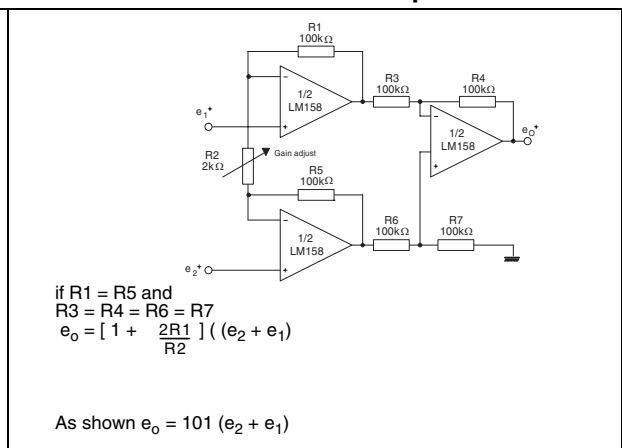 R1
100kΩ
R3
100kΩ
R4
100kΩ
1/2
LM158
e1+
eO+
1/2
LM158
R2
2kΩ
Gain adjust
R5
100kΩ
R6
100kΩ
R7
100kΩ
1/2
LM158
e2+
if R1 = R5 and
R3 = R4 = R6 = R7
eo = [ 1 + 2R1/R2 ] ( (e2 + e1)
As shown eo = 101 (e2 + e1)